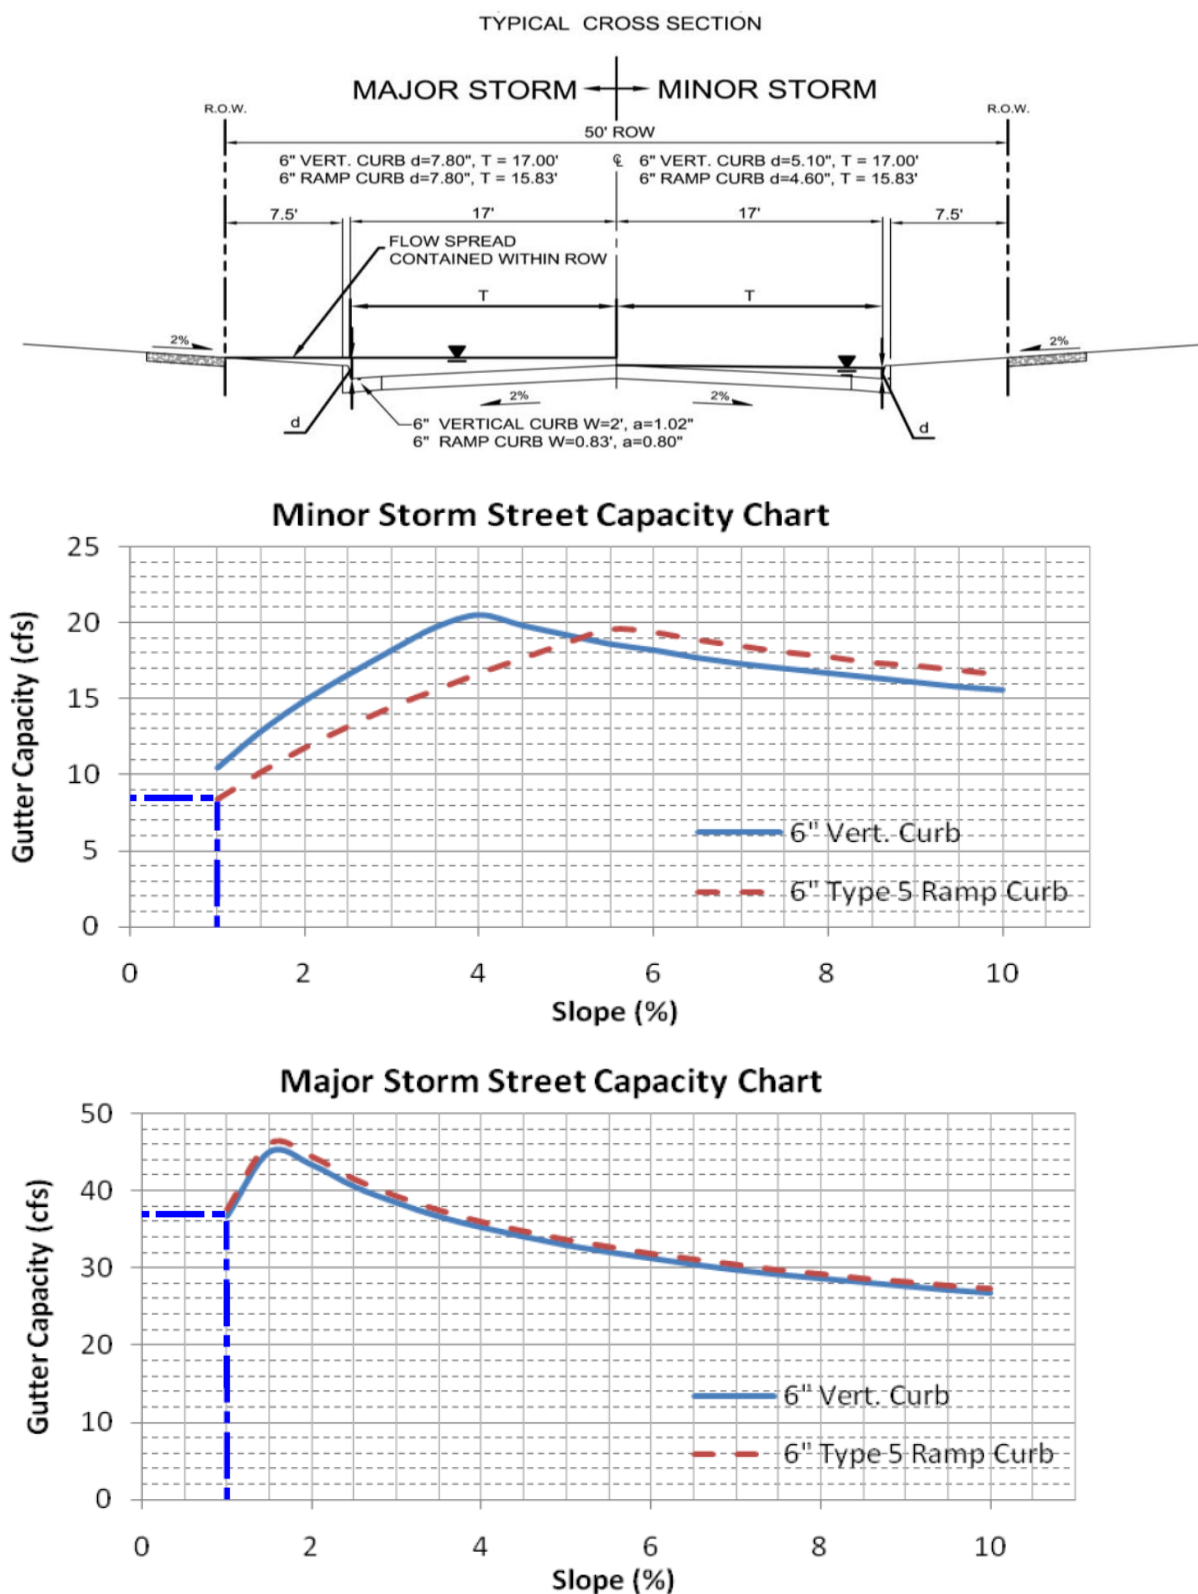 TYPICAL CROSS SECTION
MAJOR STORM MINOR STORM
R.O.W. R.O.W.
50' ROW
6" VERT. CURB d=7.80", T = 17.00' ℄ 6" VERT. CURB d=5.10", T = 17.00'
6" RAMP CURB d=7.80", T = 15.83' 6" RAMP CURB d=4.60", T = 15.83'
7.5' 17' 17' 7.5'
FLOW SPREAD
CONTAINED WITHIN ROW
T T
2% 2%
2% 2%
d 6" VERTICAL CURB W=2', a=1.02" d
6" RAMP CURB W=0.83', a=0.80"
Minor Storm Street Capacity Chart
Gutter Capacity (cfs)
25
20
15
10
5
0
6" Vert. Curb
6" Type 5 Ramp Curb
0 2 4 6 8 10
Slope (%)
Major Storm Street Capacity Chart
Gutter Capacity (cfs)
50
40
30
20
10
0
6" Vert. Curb
6" Type 5 Ramp Curb
0 2 4 6 8 10
Slope (%)